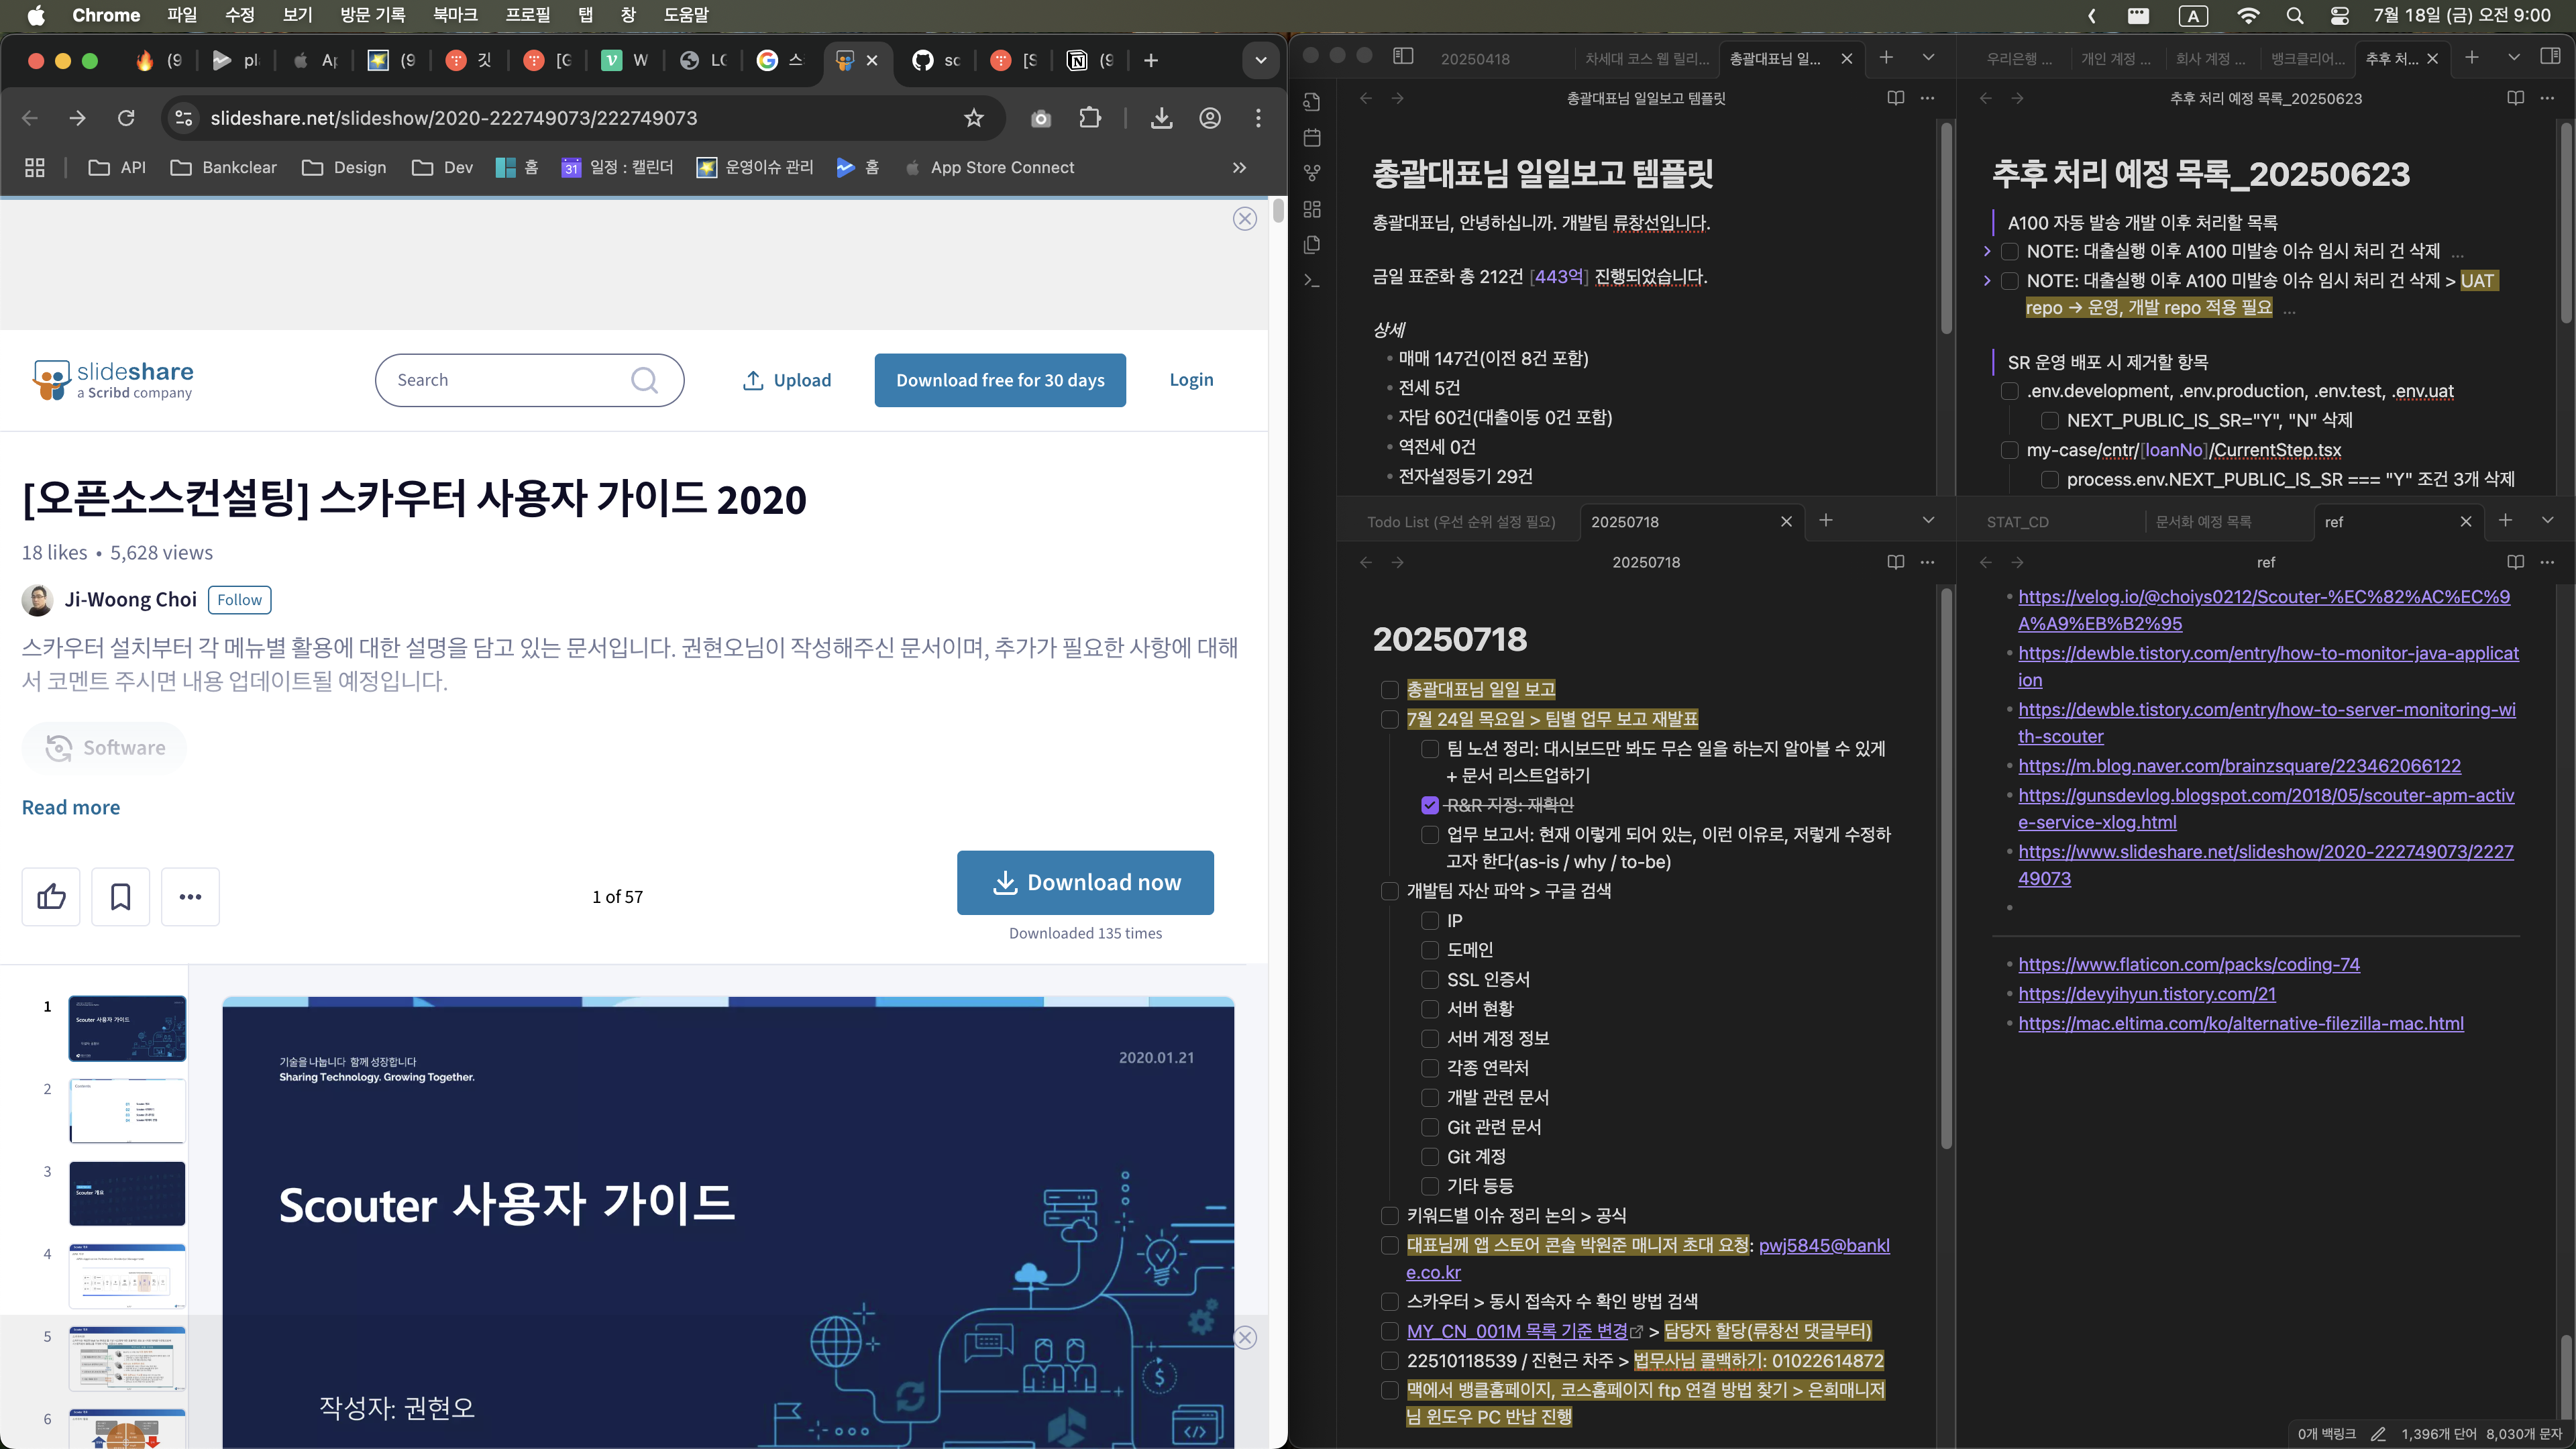 Chrome 파일 수정 보기 방문 기록 북마크 프로필 탭 창 도움말
A 7월 18일 (금) 오전 9:00
(9 pl Ap (9 깃 [G W LC 스 sc [S (9
slideshare.net/slideshow/2020-222749073/222749073
API Bankclear Design Dev 홈 31 일정 : 캘린더 운영이슈 관리 홈 App Store Connect
slideshare
a Scribd company
Search
Upload
Download free for 30 days
Login
[오픈소스컨설팅] 스카우터 사용자 가이드 2020
18 likes • 5,628 views
Ji-Woong Choi Follow
스카우터 설치부터 각 메뉴별 활용에 대한 설명을 담고 있는 문서입니다. 권현오님이 작성해주신 문서이며, 추가가 필요한 사항에 대해
서 코멘트 주시면 내용 업데이트될 예정입니다.
Software
Read more
1 of 57
Download now
Downloaded 135 times
1
Scouter 사용자 가이드
2
3
4
5
6
기술을 나눕니다 함께 성장합니다
Sharing Technology. Growing Together.
2020.01.21
Scouter 사용자 가이드
작성자: 권현오
20250418 차세대 코스 웹 릴리... 총괄대표님 일...
총괄대표님 일일보고 템플릿
총괄대표님 일일보고 템플릿
총괄대표님, 안녕하십니까. 개발팀 류창선입니다.
금일 표준화 총 212건 [443억] 진행되었습니다.
상세
매매 147건(이전 8건 포함)
전세 5건
자담 60건(대출이동 0건 포함)
역전세 0건
전자설정등기 29건
우리은행 ... 개인 계정 ... 회사 계정 ... 뱅크클리어... 추후 처...
추후 처리 예정 목록_20250623
추후 처리 예정 목록_20250623
A100 자동 발송 개발 이후 처리할 목록
NOTE: 대출실행 이후 A100 미발송 이슈 임시 처리 건 삭제 ...
NOTE: 대출실행 이후 A100 미발송 이슈 임시 처리 건 삭제 > UAT
repo → 운영, 개발 repo 적용 필요 ...
SR 운영 배포 시 제거할 항목
.env.development, .env.production, .env.test, .env.uat
NEXT_PUBLIC_IS_SR="Y", "N" 삭제
my-case/cntr/[loanNo]/CurrentStep.tsx
process.env.NEXT_PUBLIC_IS_SR === "Y" 조건 3개 삭제
Todo List (우선 순위 설정 필요) 20250718
20250718
20250718
총괄대표님 일일 보고
7월 24일 목요일 > 팀별 업무 보고 재발표
팀 노션 정리: 대시보드만 봐도 무슨 일을 하는지 알아볼 수 있게
+ 문서 리스트업하기
R&R 지정: 재확인
업무 보고서: 현재 이렇게 되어 있는, 이런 이유로, 저렇게 수정하
고자 한다(as-is / why / to-be)
개발팀 자산 파악 > 구글 검색
IP
도메인
SSL 인증서
서버 현황
서버 계정 정보
각종 연락처
개발 관련 문서
Git 관련 문서
Git 계정
기타 등등
키워드별 이슈 정리 논의 > 공식
대표님께 앱 스토어 콘솔 박원준 매니저 초대 요청: pwj5845@bankl
e.co.kr
스카우터 > 동시 접속자 수 확인 방법 검색
MY_CN_001M 목록 기준 변경 > 담당자 할당(류창선 댓글부터)
22510118539 / 진현근 차주 > 법무사님 콜백하기: 01022614872
맥에서 뱅클홈페이지, 코스홈페이지 ftp 연결 방법 찾기 > 은희매니저
님 윈도우 PC 반납 진행
STAT_CD 문서화 예정 목록 ref
ref
https://velog.io/@choiys0212/Scouter-%EC%82%AC%EC%9
A%A9%EB%B2%95
https://dewble.tistory.com/entry/how-to-monitor-java-applicat
ion
https://dewble.tistory.com/entry/how-to-server-monitoring-wi
th-scouter
https://m.blog.naver.com/brainzsquare/223462066122
https://gunsdevlog.blogspot.com/2018/05/scouter-apm-activ
e-service-xlog.html
https://www.slideshare.net/slideshow/2020-222749073/2227
49073
https://www.flaticon.com/packs/coding-74
https://devyihyun.tistory.com/21
https://mac.eltima.com/ko/alternative-filezilla-mac.html
0개 백링크 1,396개 단어 8,030개 문자